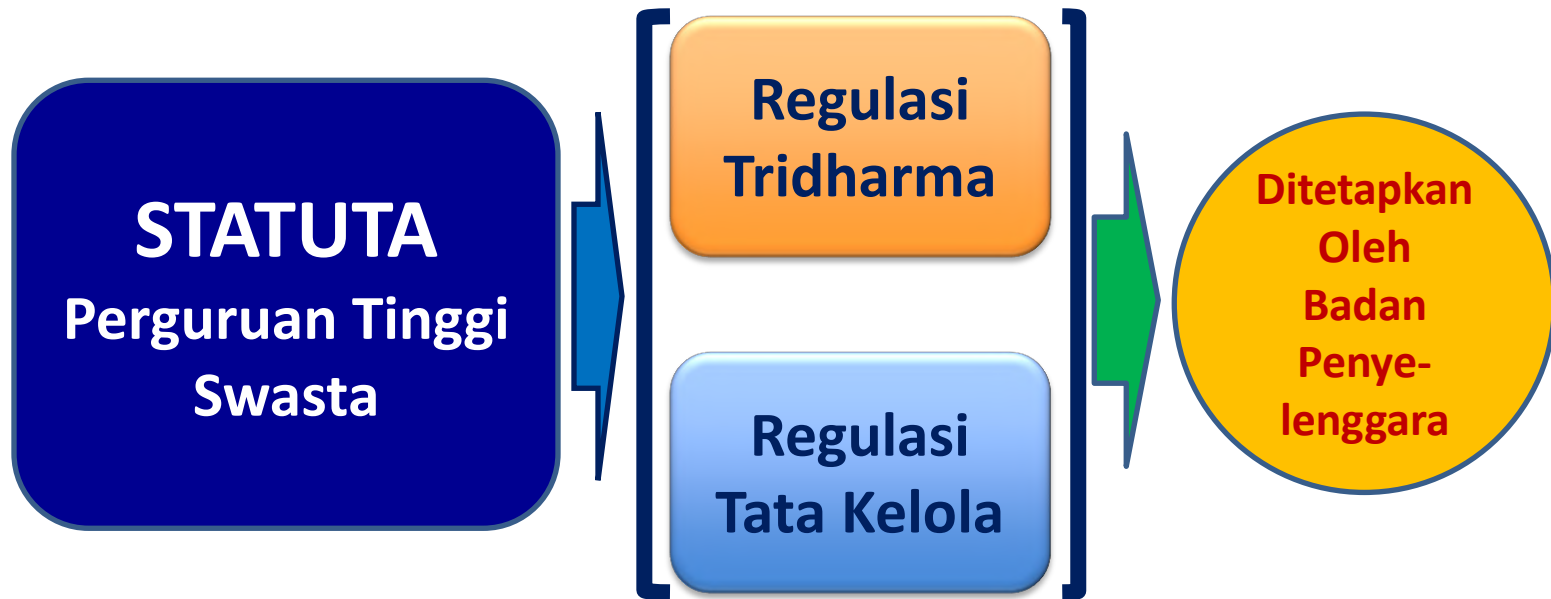 STATUTA
Perguruan Tinggi
Swasta
Regulasi
Tridharma
Regulasi
Tata Kelola
Ditetapkan
Oleh
Badan
Penye-
lenggara